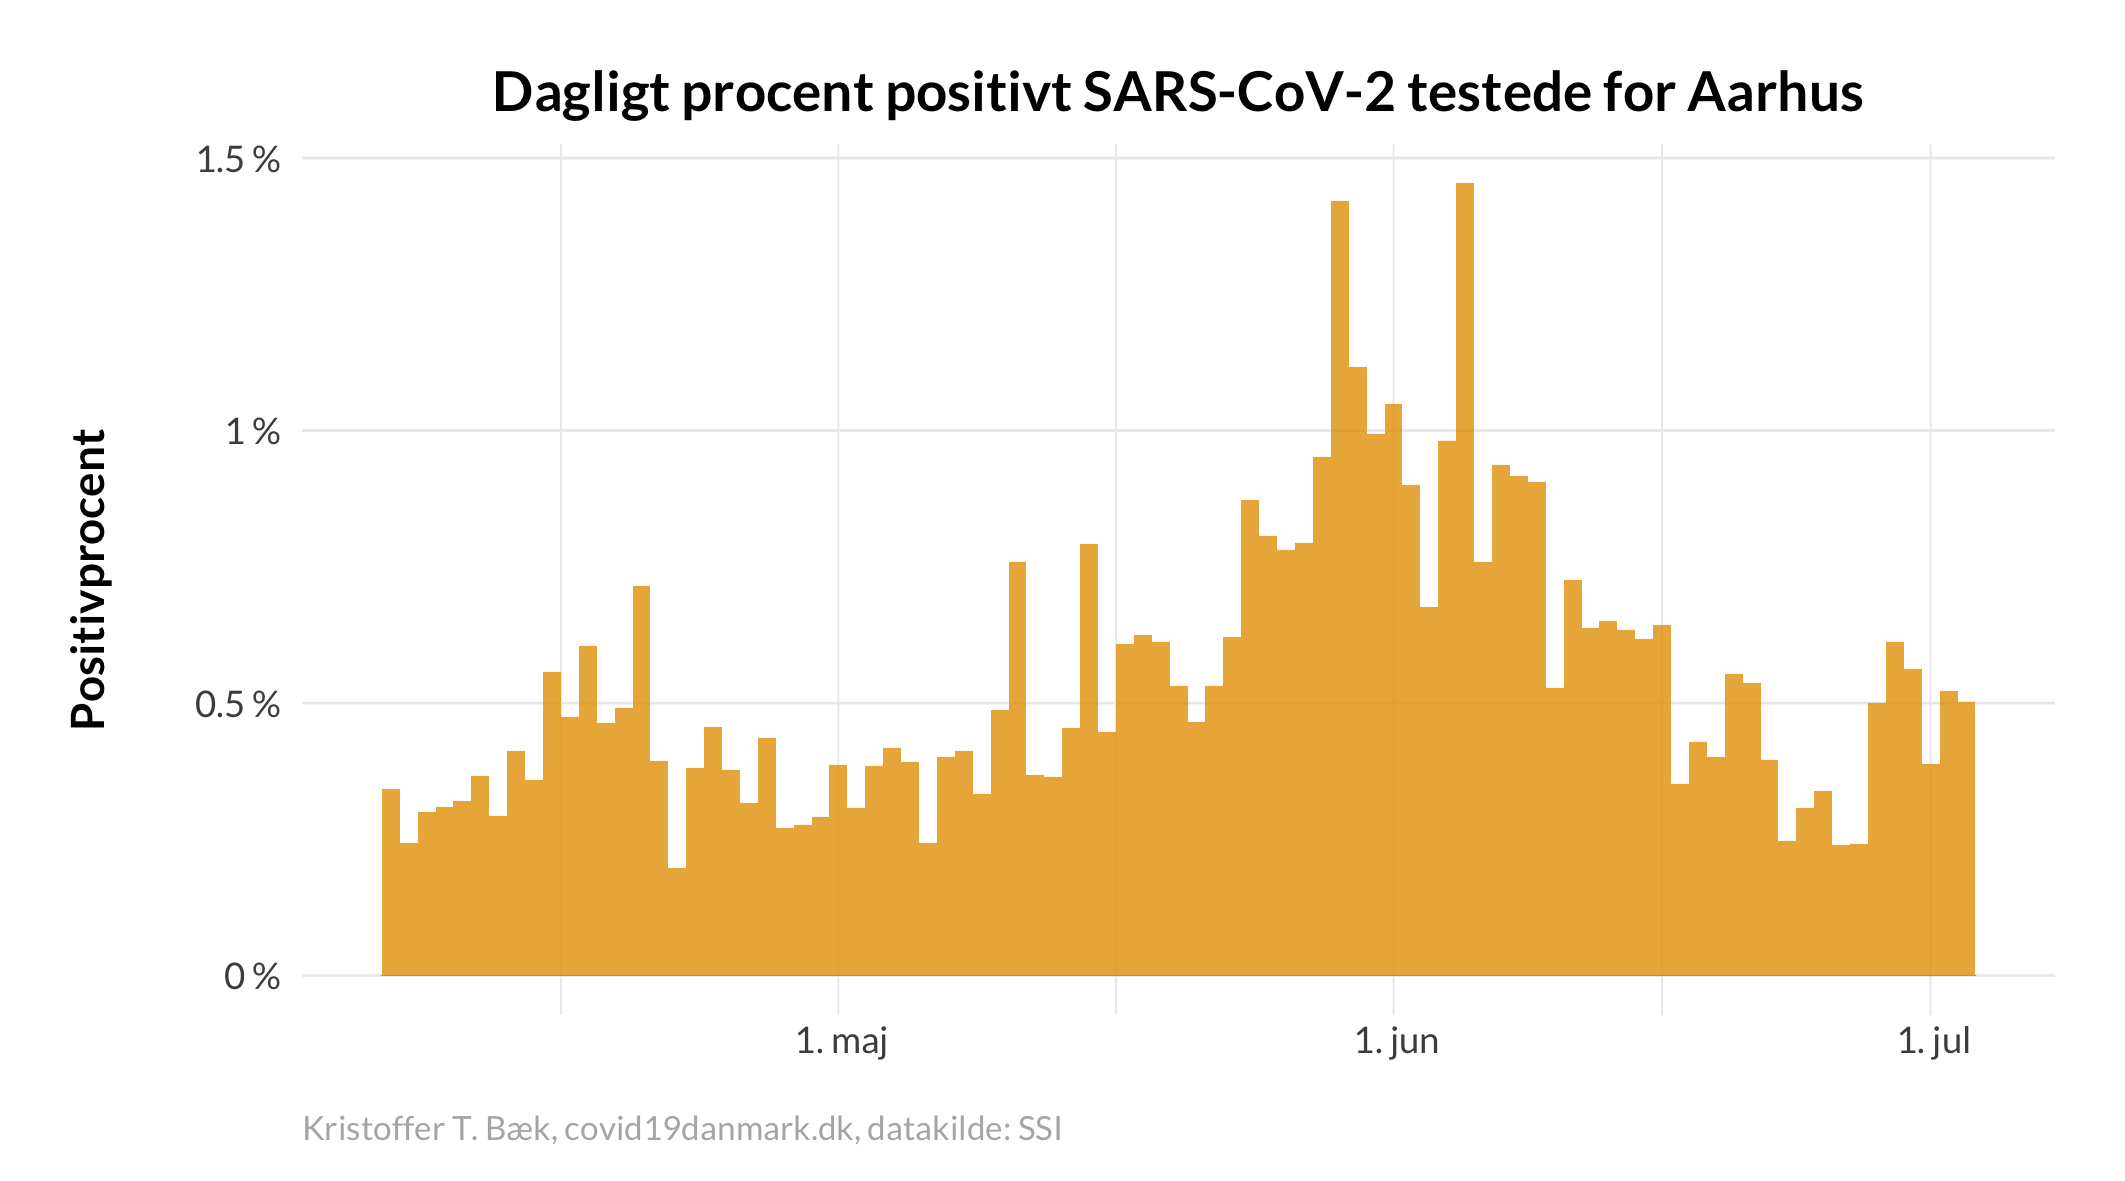 Dagligt procent positivt SARS-CoV-2 testede for Aarhus
1.5 %
1 %
0.5 %
0 %
Positivprocent
1. maj
1. jun
1. jul
Kristoffer T. Bæk, covid19danmark.dk, datakilde: SSI